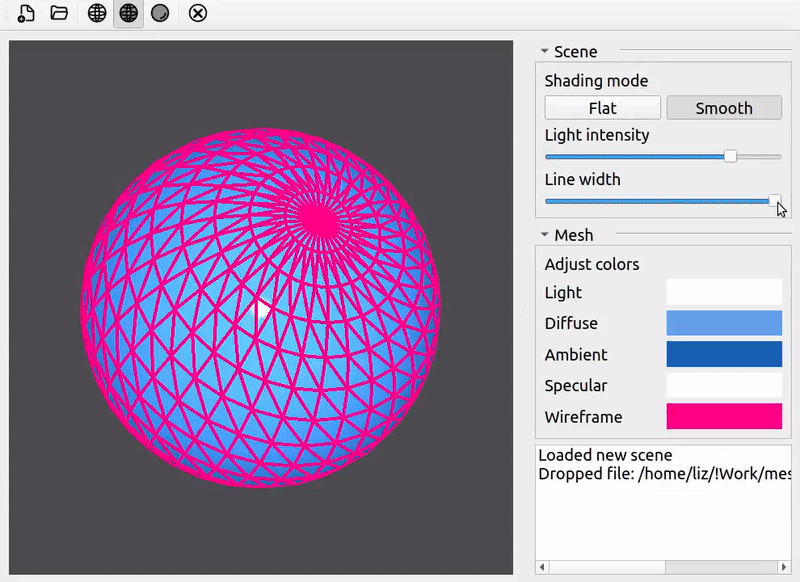 Scene
Shading mode
Flat Smooth
Light intensity
Line width
Mesh
Adjust colors
Light
Diffuse
Ambient
Specular
Wireframe
Loaded new scene
Dropped file: /home/liz/!Work/mes